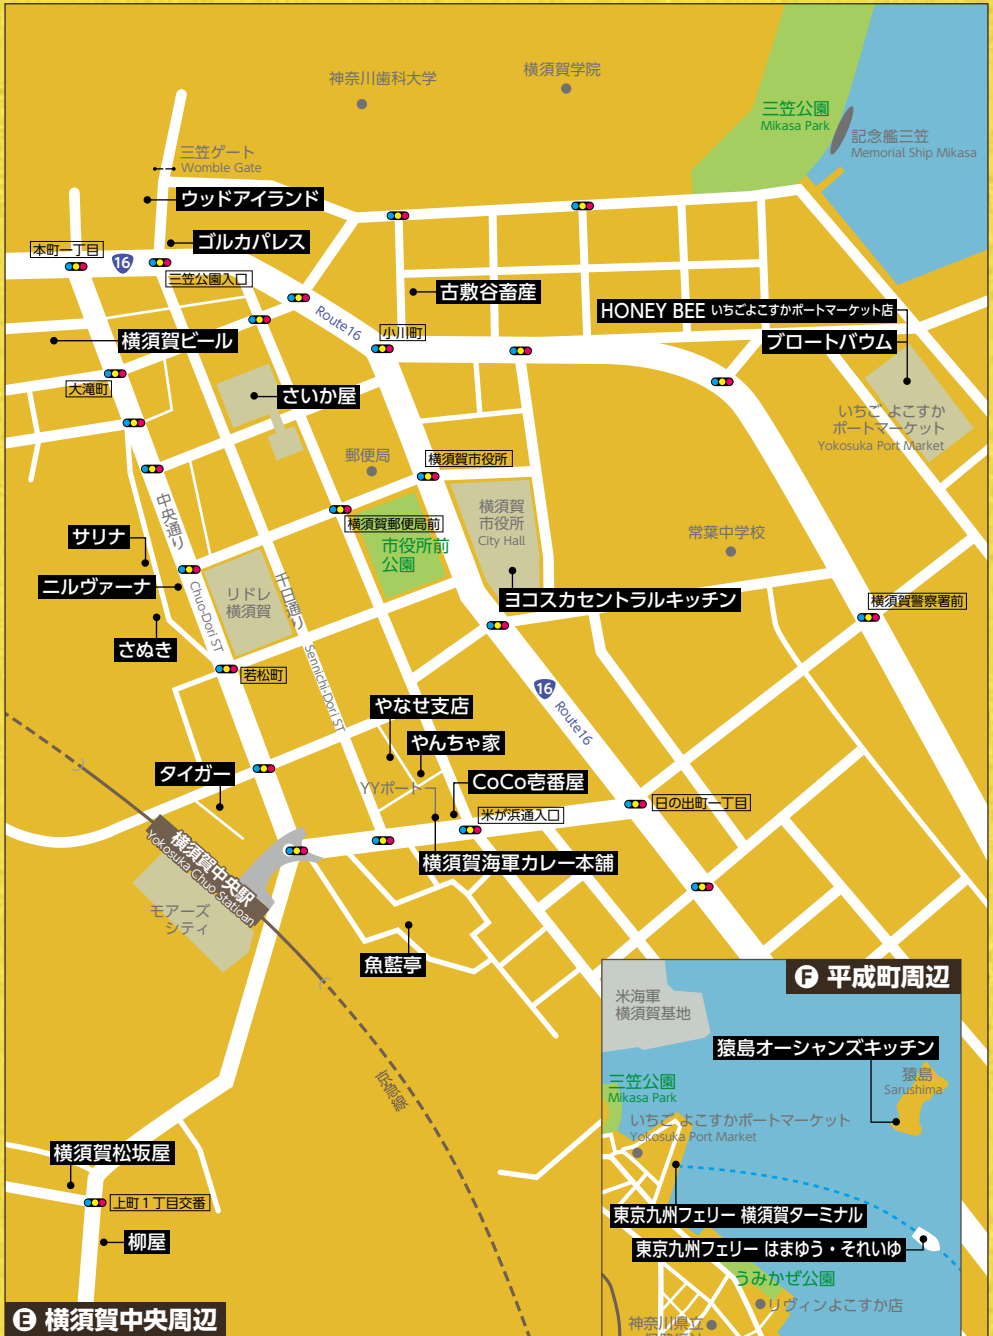 神奈川歯科大学
横須賀学院
三笠公園
Mikasa Park
記念艦三笠
Memorial Ship Mikasa
三笠ゲート
Womble Gate
ウッドアイランド
ゴルカパレス
本町一丁目
16
三笠公園入口
古敷谷畜産
HONEY BEE いちごよこすかポートマーケット店
Route16
小川町
横須賀ビール
ブロートバウム
大滝町
さいか屋
いちご よこすか
ポートマーケット
Yokosuka Port Market
郵便局
横須賀市役所
中央通り
横須賀
市役所
City Hall
横須賀郵便局前
サリナ
市役所前
公園
常葉中学校
ニルヴァーナ
リドレ
横須賀
千日通り
Chuo-Dori ST
ヨコスカセントラルキッチン
横須賀警察署前
さぬき
若松町
Sennichi-Dori ST
16
Route16
やなせ支店
やんちゃ家
タイガー
YYポート
CoCo壱番屋
米が浜通入口
日の出町一丁目
横須賀中央駅
Yokosuka Chuo Statioan
横須賀海軍カレー本舗
モアーズ
シティ
魚藍亭
F 平成町周辺
米海軍
横須賀基地
猿島オーシャンズキッチン
猿島
Sarushima
三笠公園
Mikasa Park
京急線
いちご よこすかポートマーケット
Yokosuka Port Market
横須賀松坂屋
上町1丁目交番
東京九州フェリー 横須賀ターミナル
柳屋
東京九州フェリー はまゆう・それいゆ
うみかぜ公園
リヴィンよこすか店
E 横須賀中央周辺
神奈川県立